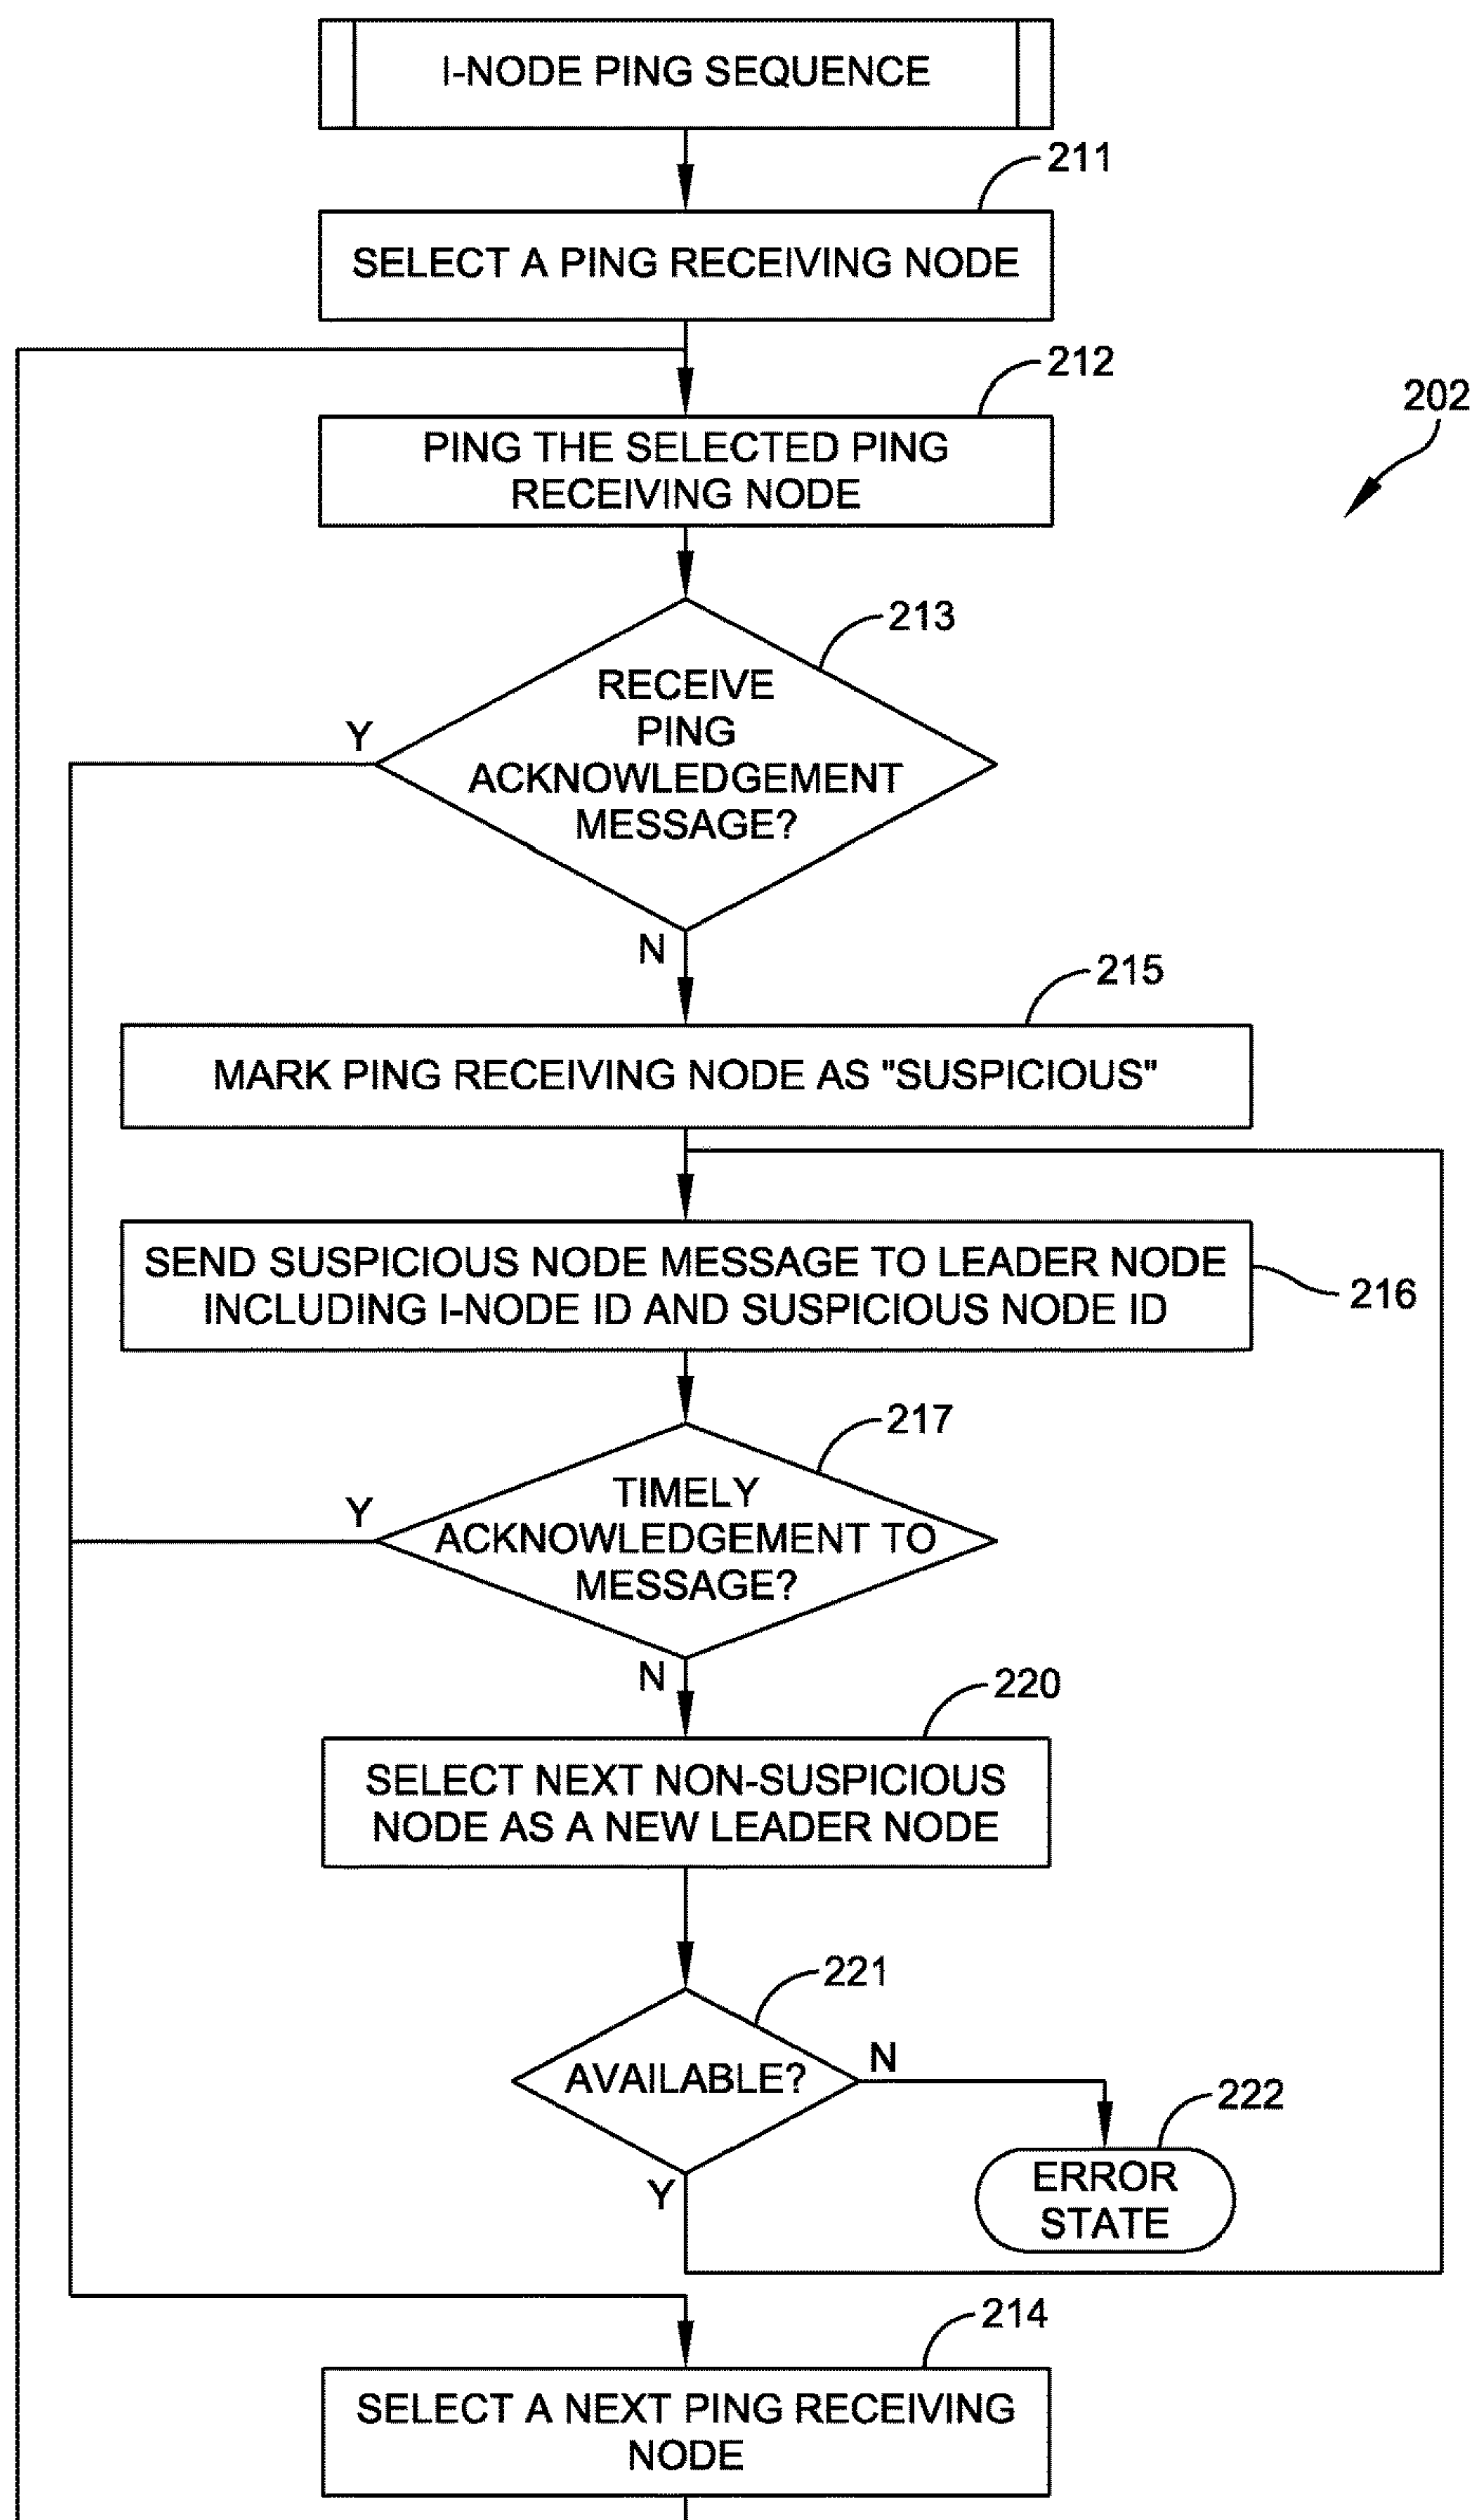 I-NODE PING SEQUENCE
211
SELECT A PING RECEIVING NODE
212
202
PING THE SELECTED PING
RECEIVING NODE
213
RECEIVE
PING
ACKNOWLEDGEMENT
MESSAGE?
Y
N
215
MARK PING RECEIVING NODE AS "SUSPICIOUS"
SEND SUSPICIOUS NODE MESSAGE TO LEADER NODE
INCLUDING I-NODE ID AND SUSPICIOUS NODE ID
216
217
TIMELY
ACKNOWLEDGEMENT TO
MESSAGE?
Y
N
220
SELECT NEXT NON-SUSPICIOUS
NODE AS A NEW LEADER NODE
221
AVAILABLE?
N
222
ERROR
STATE
Y
214
SELECT A NEXT PING RECEIVING
NODE